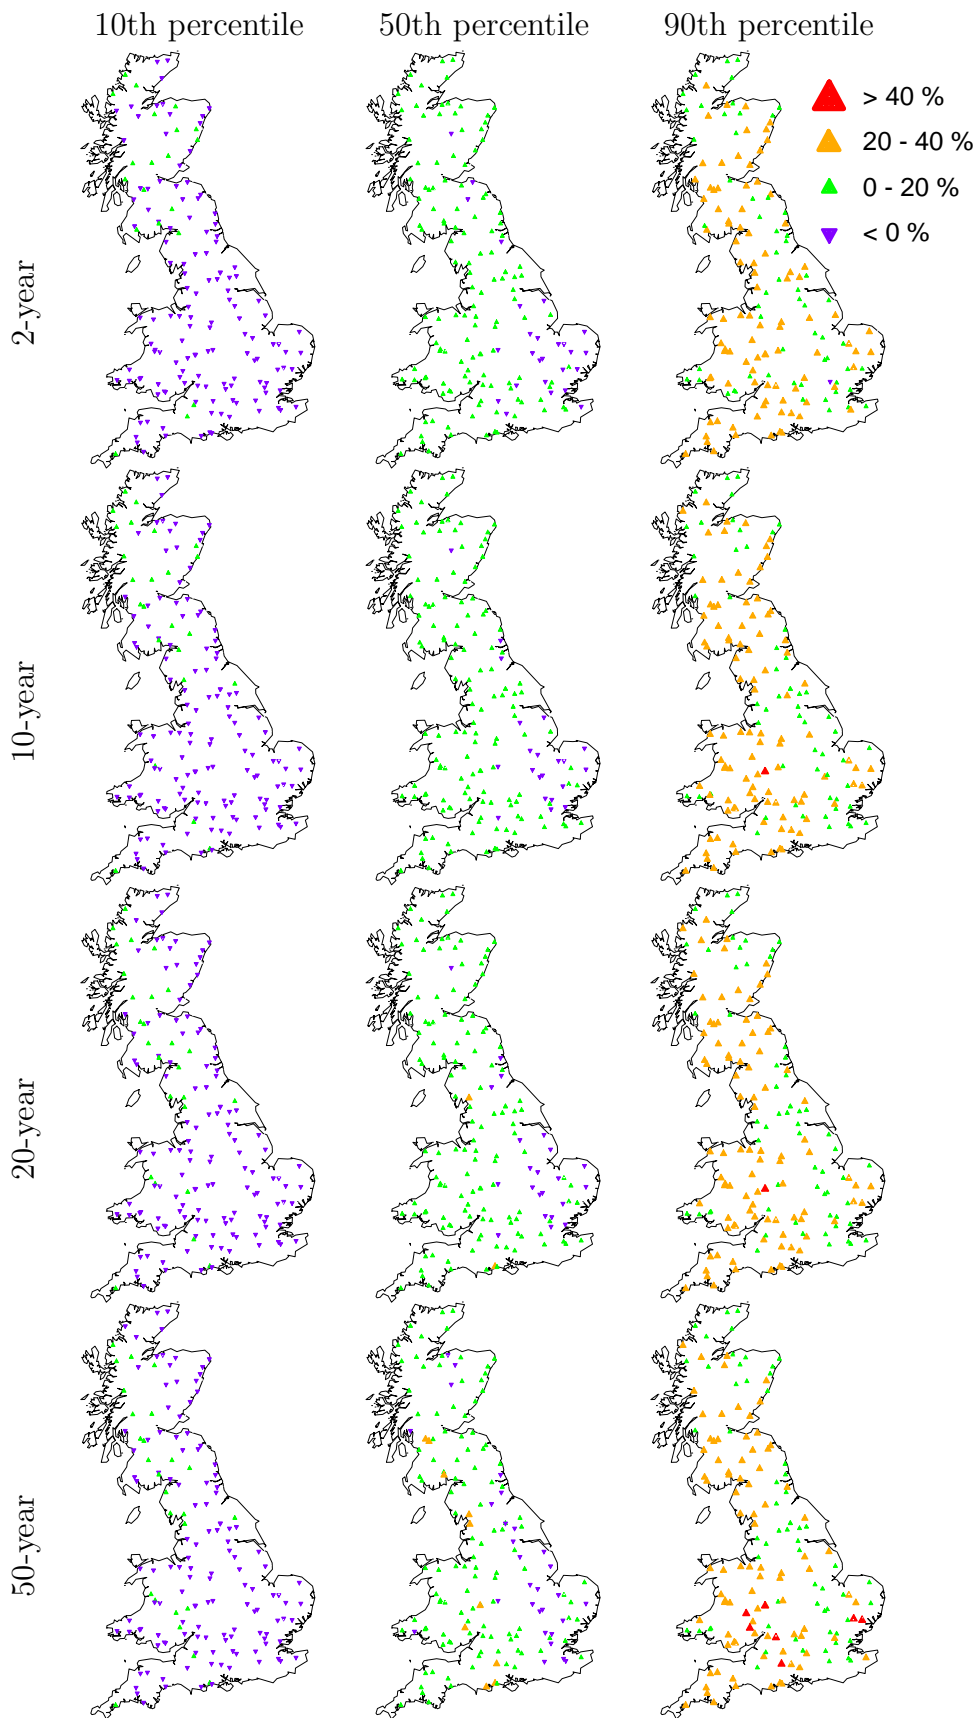 10th percentile 50th percentile 90th percentile
> 40 %
20 - 40 %
0 - 20 %
< 0 %
2-year
10-year
20-year
50-year